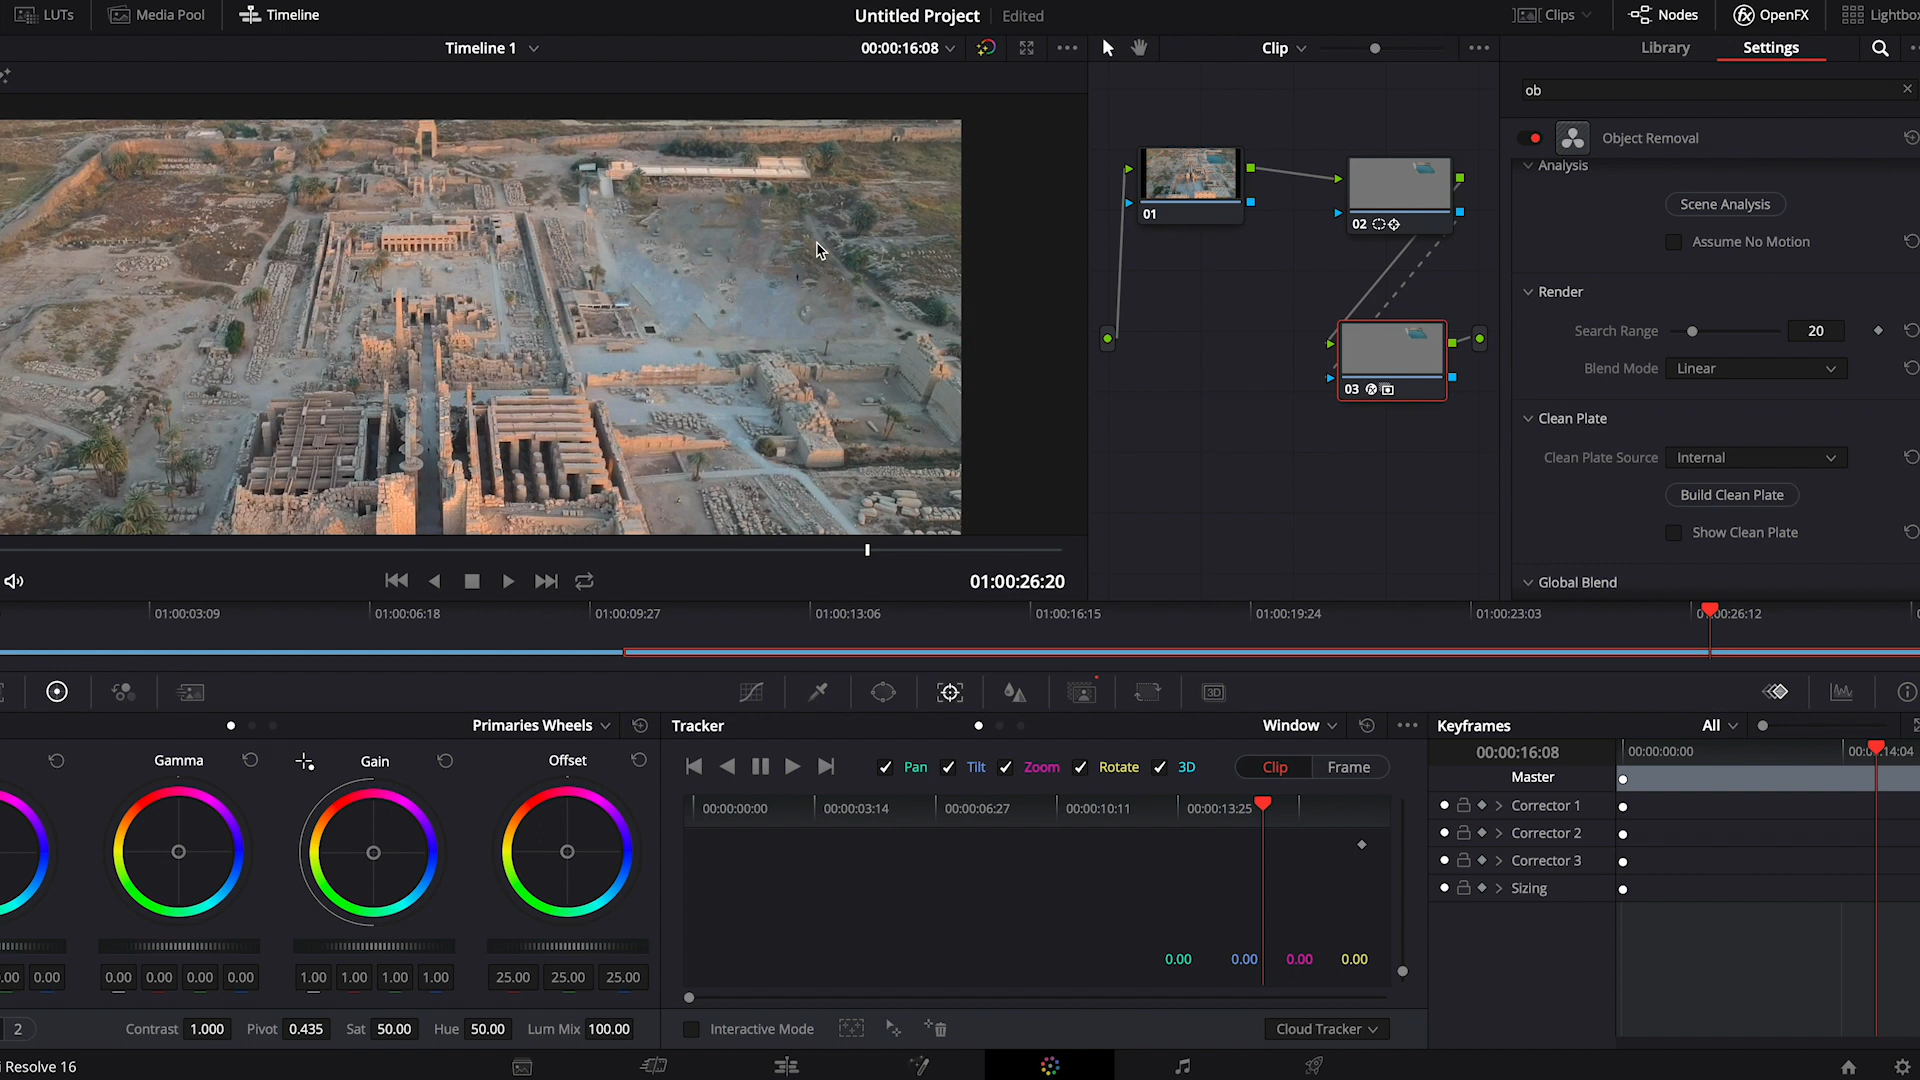 LUTs Media Pool Timeline Untitled Project Edited Clips Nodes OpenFX
Timeline 1 00:00:16:08 Clip Library Settings
ob
Object Removal
Analysis
Scene Analysis
Assume No Motion
Render
Search Range 20
Blend Mode Linear
Clean Plate
Clean Plate Source Internal
Build Clean Plate
Show Clean Plate
Global Blend
01
02
03
01:00:26:20
01:00:03:09 01:00:06:18 01:00:09:27 01:00:13:06 01:00:16:15 01:00:19:24 01:00:23:03
3D
Primaries Wheels Tracker Window Keyframes All
Gamma Gain Offset
Pan Tilt Zoom Rotate 3D Clip Frame
00:00:16:08 00:00:00:00
Master
00:00:00:00 00:00:03:14 00:00:06:27 00:00:10:11 00:00:13:25
Corrector 1
Corrector 2
Corrector 3
Sizing
0.00 0.00 0.00 0.00
0.00 0.00 0.00 0.00 0.00 1.00 1.00 1.00 1.00 25.00 25.00 25.00
2 Contrast 1.000 Pivot 0.435 Sat 50.00 Hue 50.00 Lum Mix 100.00 Interactive Mode Cloud Tracker
Resolve 16